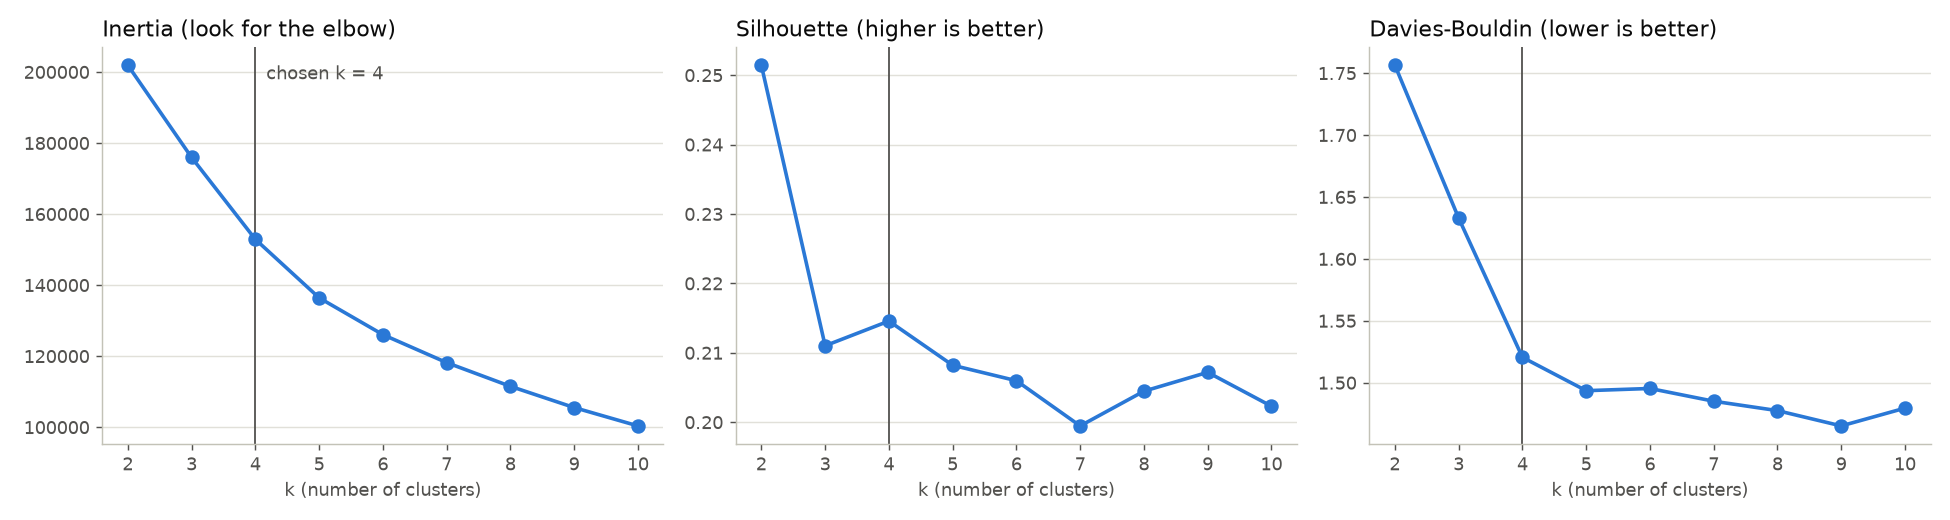 Inertia (look for the elbow)
200000
180000
160000
140000
120000
100000
chosen k = 4
2 3 4 5 6 7 8 9 10
k (number of clusters)
Silhouette (higher is better)
0.25
0.24
0.23
0.22
0.21
0.20
2 3 4 5 6 7 8 9 10
k (number of clusters)
Davies-Bouldin (lower is better)
1.75
1.70
1.65
1.60
1.55
1.50
2 3 4 5 6 7 8 9 10
k (number of clusters)